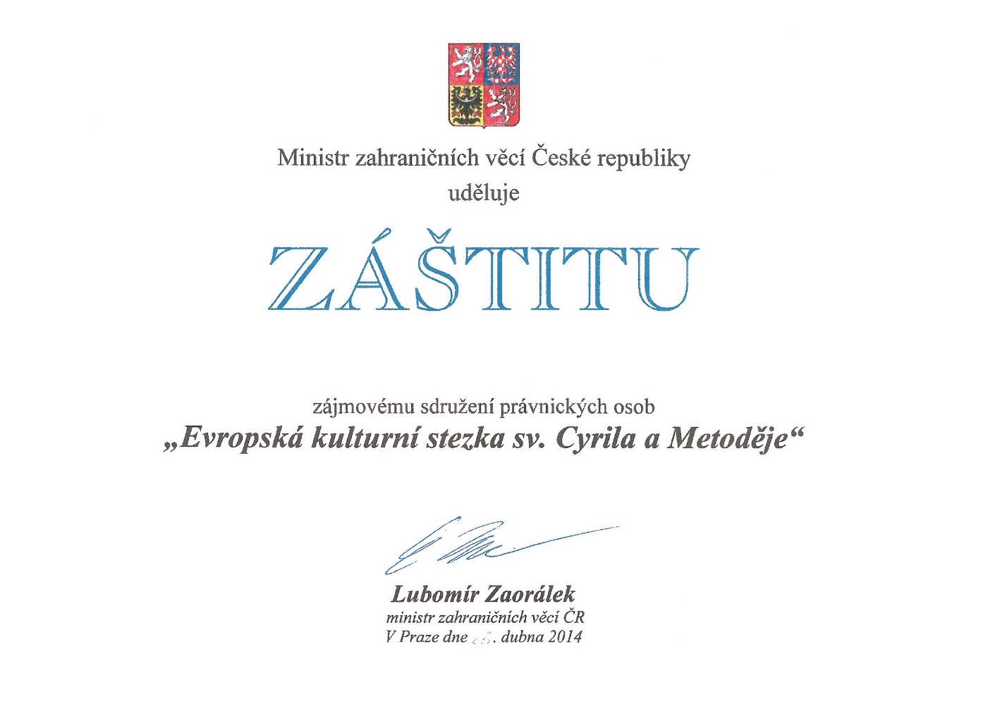 Ministr zahraničních věcí České republiky
uděluje
ZÁŠTITU
zájmovému sdružení právnických osob
„Evropská kulturní stezka sv. Cyrila a Metoděje“
Lubomír Zaorálek
ministr zahraničních věcí ČR
V Praze dne . dubna 2014